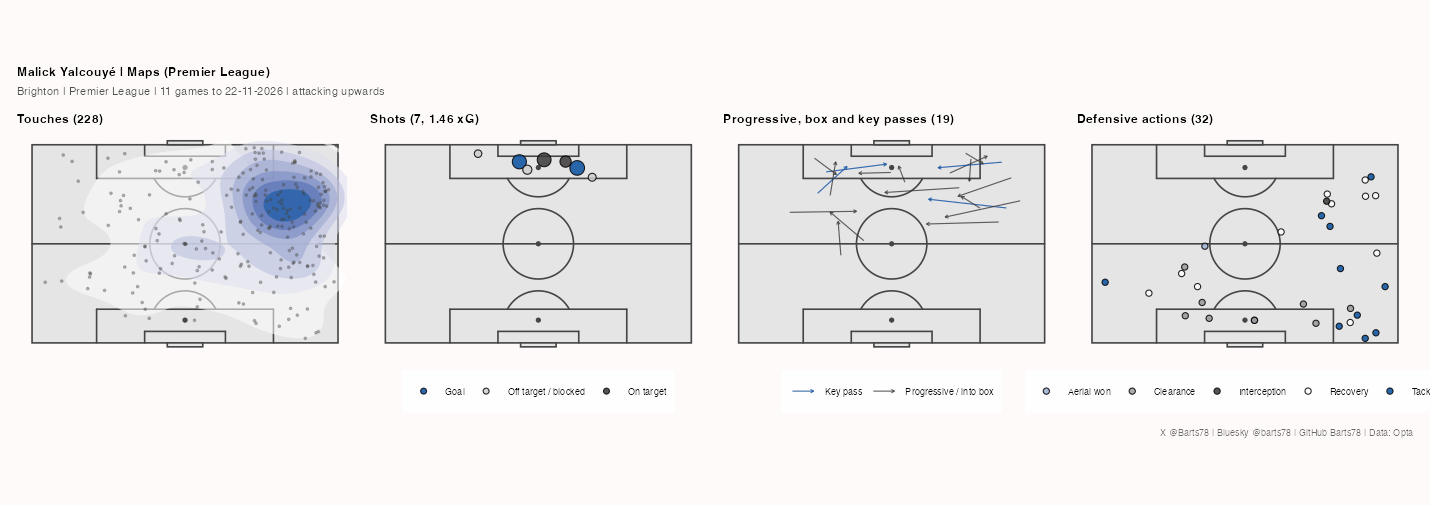 Malick Yalcouyé | Maps (Premier League)
Brighton | Premier League | 11 games to 22-11-2026 | attacking upwards
Touches (228)
Shots (7, 1.46 xG)
Progressive, box and key passes (19)
Defensive actions (32)
Goal
Off target / blocked
On target
Key pass
Progressive / into box
Aerial won
Clearance
Interception
Recovery
Tack
X @Barts78 | Bluesky @barts78 | GitHub Barts78 | Data: Opta